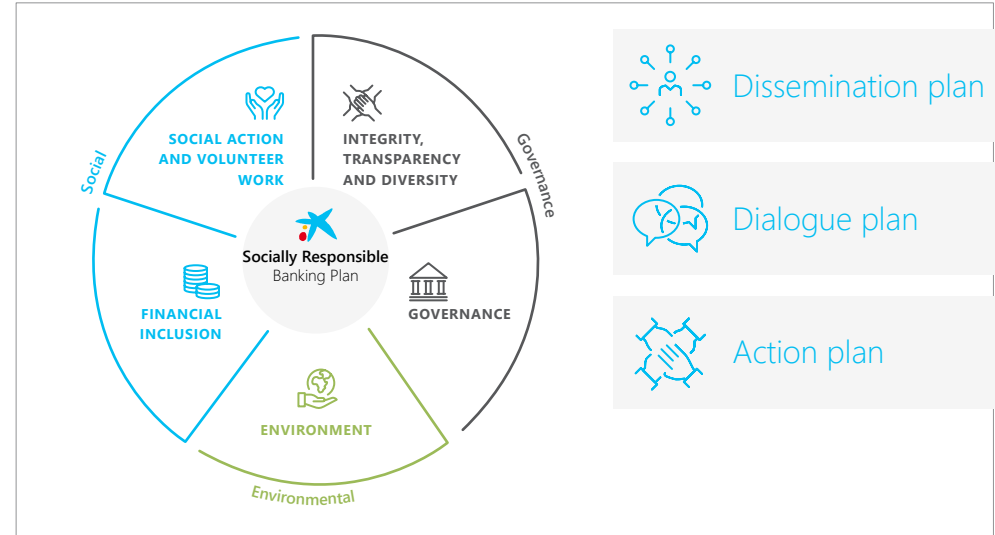 SOCIAL ACTION
AND VOLUNTEER
WORK
INTEGRITY,
TRANSPARENCY
AND DIVERSITY
Social
Governance
Socially Responsible
Banking Plan
FINANCIAL
INCLUSION
GOVERNANCE
ENVIRONMENT
Environmental
Dissemination plan
Dialogue plan
Action plan